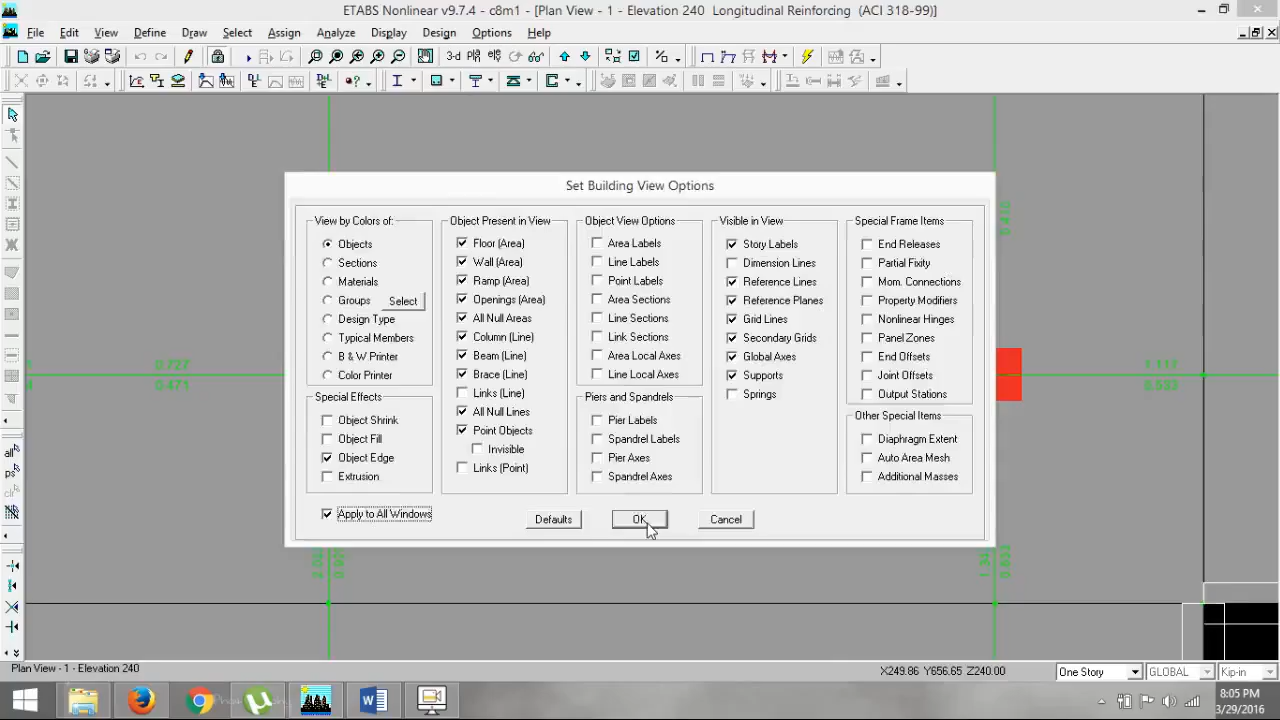 ETABS Nonlinear v9.7.4 - c8m1 - [Plan View - 1 - Elevation 240 Longitudinal Reinforcing (ACI 318-99)]
File Edit View Define Draw Select Assign Analyze Display Design Options Help
3-d
all
ps
clr
Set Building View Options
View by Colors of:
Objects
Sections
Materials
Groups Select
Design Type
Typical Members
B & W Printer
Color Printer
Special Effects
Object Shrink
Object Fill
Object Edge
Extrusion
Apply to All Windows
Object Present in View
Floor (Area)
Wall (Area)
Ramp (Area)
Openings (Area)
All Null Areas
Column (Line)
Beam (Line)
Brace (Line)
Links (Line)
All Null Lines
Point Objects
Invisible
Links (Point)
Object View Options
Area Labels
Line Labels
Point Labels
Area Sections
Line Sections
Link Sections
Area Local Axes
Line Local Axes
Piers and Spandrels
Pier Labels
Spandrel Labels
Pier Axes
Spandrel Axes
Visible in View
Story Labels
Dimension Lines
Reference Lines
Reference Planes
Grid Lines
Secondary Grids
Global Axes
Supports
Springs
Special Frame Items
End Releases
Partial Fixity
Mom. Connections
Property Modifiers
Nonlinear Hinges
Panel Zones
End Offsets
Joint Offsets
Output Stations
Other Special Items
Diaphragm Extent
Auto Area Mesh
Additional Masses
Defaults OK Cancel
0.727
0.471
1.117
Plan View - 1 - Elevation 240 X249.86 Y656.65 Z240.00 One Story GLOBAL Kip-in
8:05 PM
3/29/2016